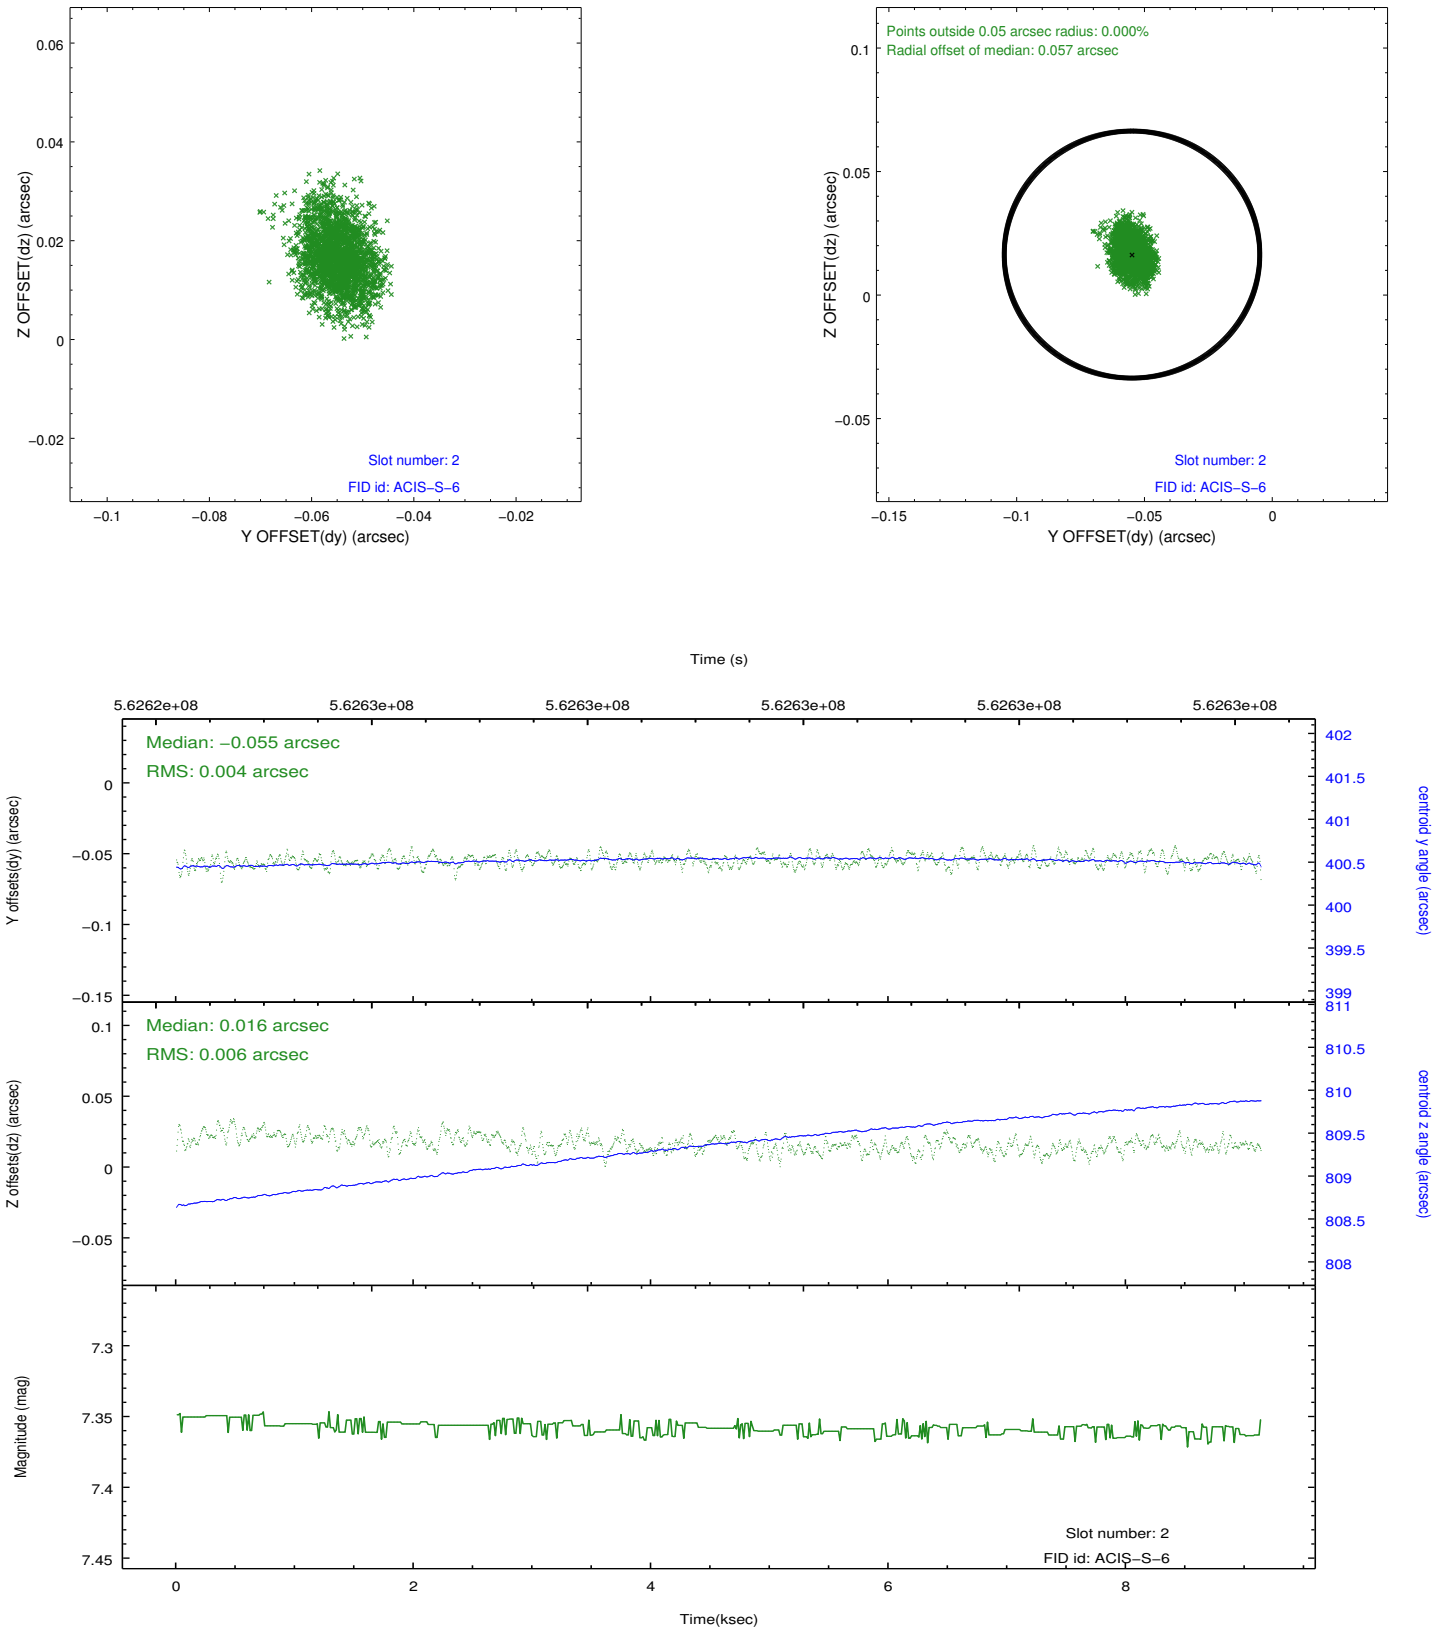 0.06
0.04
0.02
0
−0.02
Z OFFSET(dz) (arcsec)
Slot number: 2
FID id: ACIS−S−6
−0.1
−0.08
−0.06
−0.04
−0.02
Y OFFSET(dy) (arcsec)
Points outside 0.05 arcsec radius: 0.000%
Radial offset of median: 0.057 arcsec
0.1
0.05
0
−0.05
Z OFFSET(dz) (arcsec)
Slot number: 2
FID id: ACIS−S−6
−0.15
−0.1
−0.05
0
Y OFFSET(dy) (arcsec)
Time (s)
5.6262e+08
5.6263e+08
5.6263e+08
5.6263e+08
5.6263e+08
5.6263e+08
Median: −0.055 arcsec
RMS: 0.004 arcsec
0
−0.05
−0.1
−0.15
Y offsets(dy) (arcsec)
402
401.5
401
400.5
400
399.5
399
centroid y angle (arcsec)
Median: 0.016 arcsec
RMS: 0.006 arcsec
0.1
0.05
0
−0.05
Z offsets(dz) (arcsec)
811
810.5
810
809.5
809
808.5
808
centroid z angle (arcsec)
7.3
7.35
7.4
7.45
Magnitude (mag)
Slot number: 2
FID id: ACIS−S−6
0
2
4
6
8
Time(ksec)